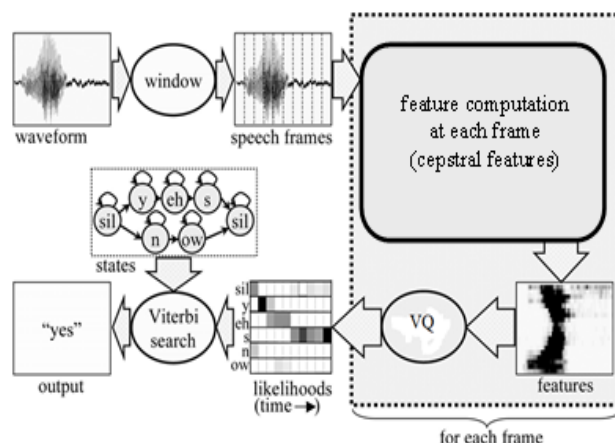 window
waveform
speech frames
feature computation
at each frame
(cepstral features)
y eh s
sil sil
n ow
states
"yes"
output
Viterbi
search
sil
y
eh
s
n
ow
likelihoods
(time →)
VQ
features
for each frame